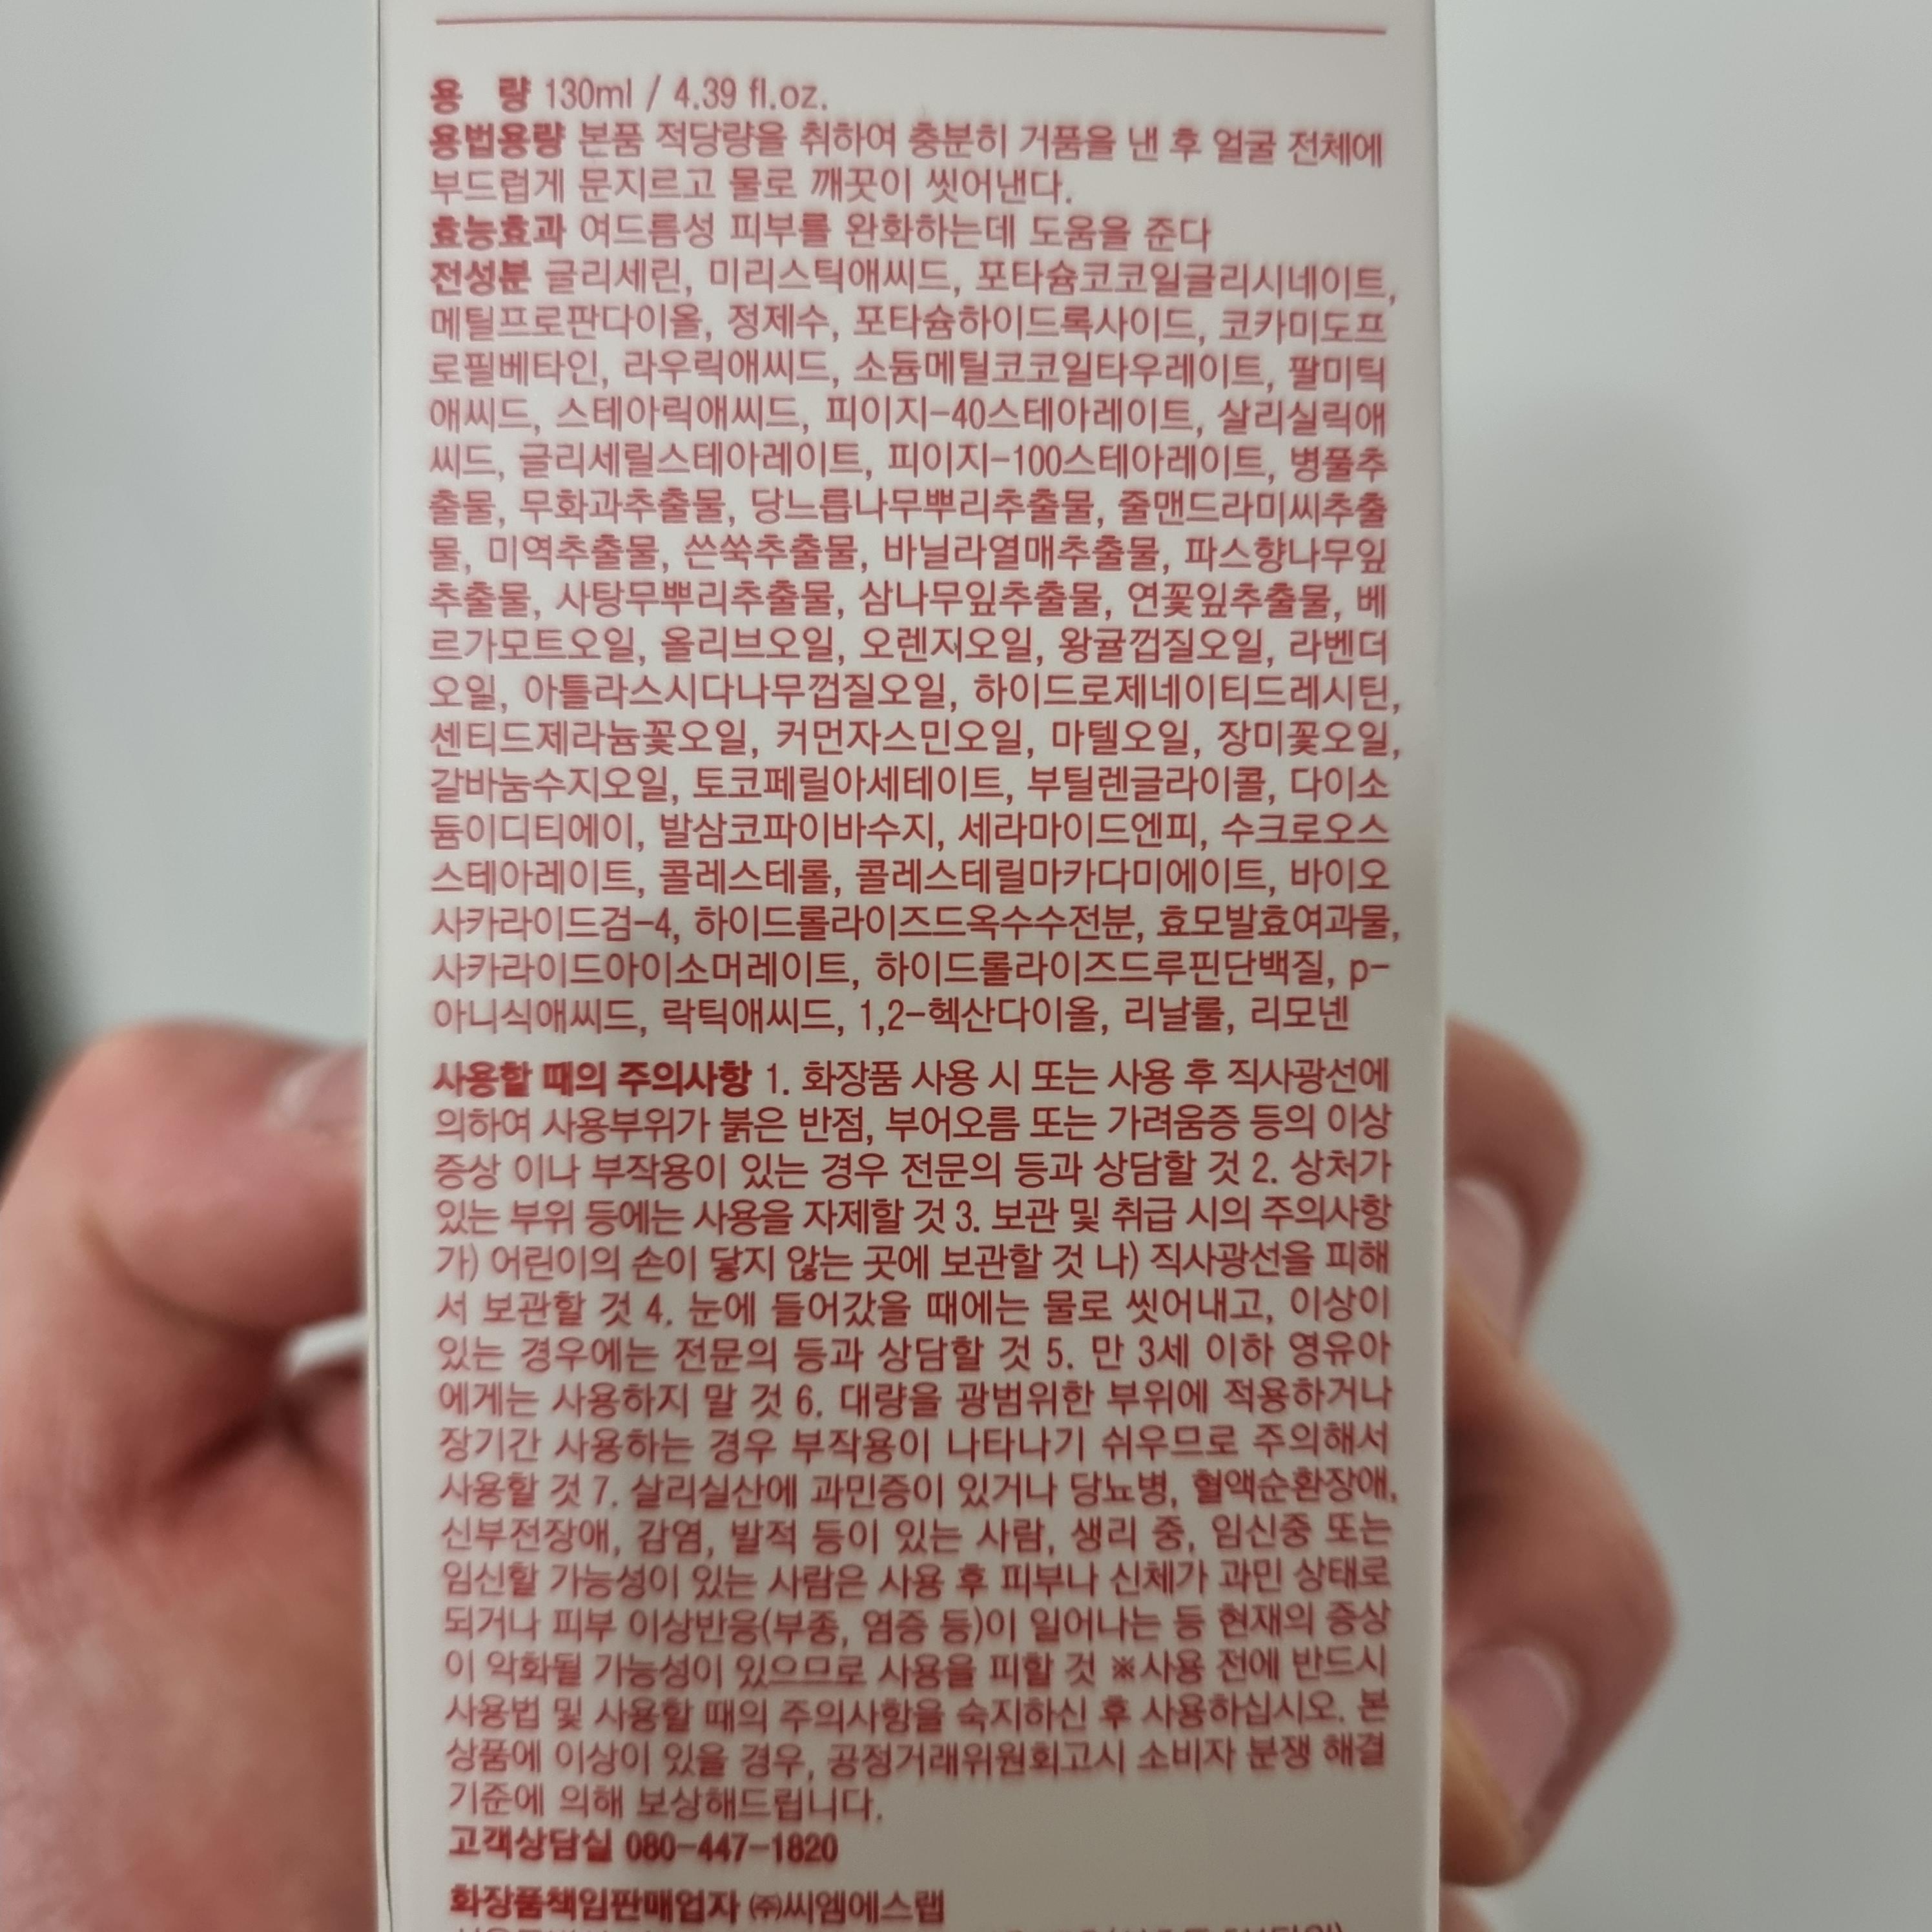 용 량 130ml / 4.39 fl.oz.
용법용량 본품 적당량을 취하여 충분히 거품을 낸 후 얼굴 전체에
부드럽게 문지르고 물로 깨끗이 씻어낸다.
효능효과 여드름성 피부를 완화하는데 도움을 준다
전성분 글리세린, 미리스틱애씨드, 포타슘코코일글리시네이트,
메틸프로판다이올, 정제수, 포타슘하이드록사이드, 코카미도프
로필베타인, 라우릭애씨드, 소듐메틸코코일타우레이트, 팔미틱
애씨드, 스테아릭애씨드, 피이지-40스테아레이트, 살리실릭애
씨드, 글리세릴스테아레이트, 피이지-100스테아레이트, 병풀추
출물, 무화과추출물, 당느릅나무뿌리추출물, 줄맨드라미씨추출
물, 미역추출물, 쓴쑥추출물, 바닐라열매추출물, 파스향나무잎
추출물, 사탕무뿌리추출물, 삼나무잎추출물, 연꽃잎추출물, 베
르가모트오일, 올리브오일, 오렌지오일, 왕귤껍질오일, 라벤더
오일, 아틀라스시다나무껍질오일, 하이드로제네이티드레시틴,
센티드제라늄꽃오일, 커먼자스민오일, 마텔오일, 장미꽃오일,
갈바눔수지오일, 토코페릴아세테이트, 부틸렌글라이콜, 다이소
듐이디티에이, 발삼코파이바수지, 세라마이드엔피, 수크로오스
스테아레이트, 콜레스테롤, 콜레스테릴마카다미에이트, 바이오
사카라이드검-4, 하이드롤라이즈드옥수수전분, 효모발효여과물,
사카라이드아이소머레이트, 하이드롤라이즈드루핀단백질, p-
아니식애씨드, 락틱애씨드, 1,2-헥산다이올, 리날룰, 리모넨
사용할 때의 주의사항 1. 화장품 사용 시 또는 사용 후 직사광선에
의하여 사용부위가 붉은 반점, 부어오름 또는 가려움증 등의 이상
증상 이나 부작용이 있는 경우 전문의 등과 상담할 것 2. 상처가
있는 부위 등에는 사용을 자제할 것 3. 보관 및 취급 시의 주의사항
가) 어린이의 손이 닿지 않는 곳에 보관할 것 나) 직사광선을 피해
서 보관할 것 4. 눈에 들어갔을 때에는 물로 씻어내고, 이상이
있는 경우에는 전문의 등과 상담할 것 5. 만 3세 이하 영유아
에게는 사용하지 말 것 6. 대량을 광범위한 부위에 적용하거나
장기간 사용하는 경우 부작용이 나타나기 쉬우므로 주의해서
사용할 것 7. 살리실산에 과민증이 있거나 당뇨병, 혈액순환장애,
신부전장애, 감염, 발적 등이 있는 사람, 생리 중, 임신중 또는
임신할 가능성이 있는 사람은 사용 후 피부나 신체가 과민 상태로
되거나 피부 이상반응(부종, 염증 등)이 일어나는 등 현재의 증상
이 악화될 가능성이 있으므로 사용을 피할 것 ※사용 전에 반드시
사용법 및 사용할 때의 주의사항을 숙지하신 후 사용하십시오. 본
상품에 이상이 있을 경우, 공정거래위원회고시 소비자 분쟁 해결
기준에 의해 보상해드립니다.
고객상담실 080-447-1820
화장품책임판매업자 ㈜씨엠에스랩